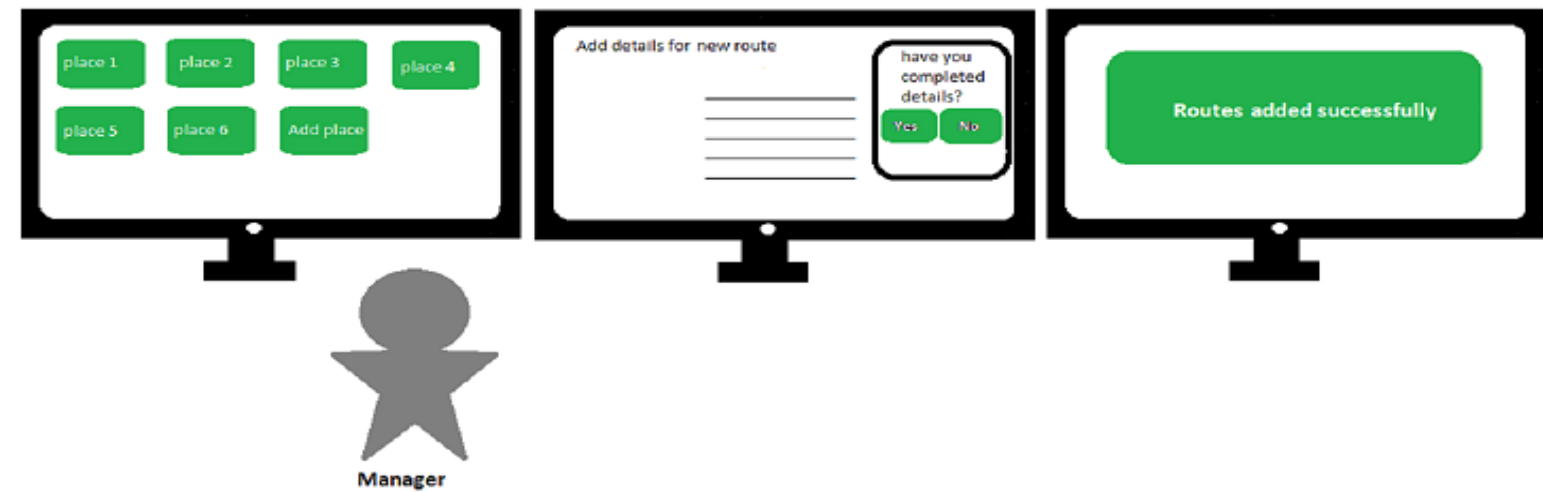 place 1 place 2 place 3 place 4
place 5 place 6 Add place
Add details for new route
have you
completed
details?
Yes No
Routes added successfully
Manager